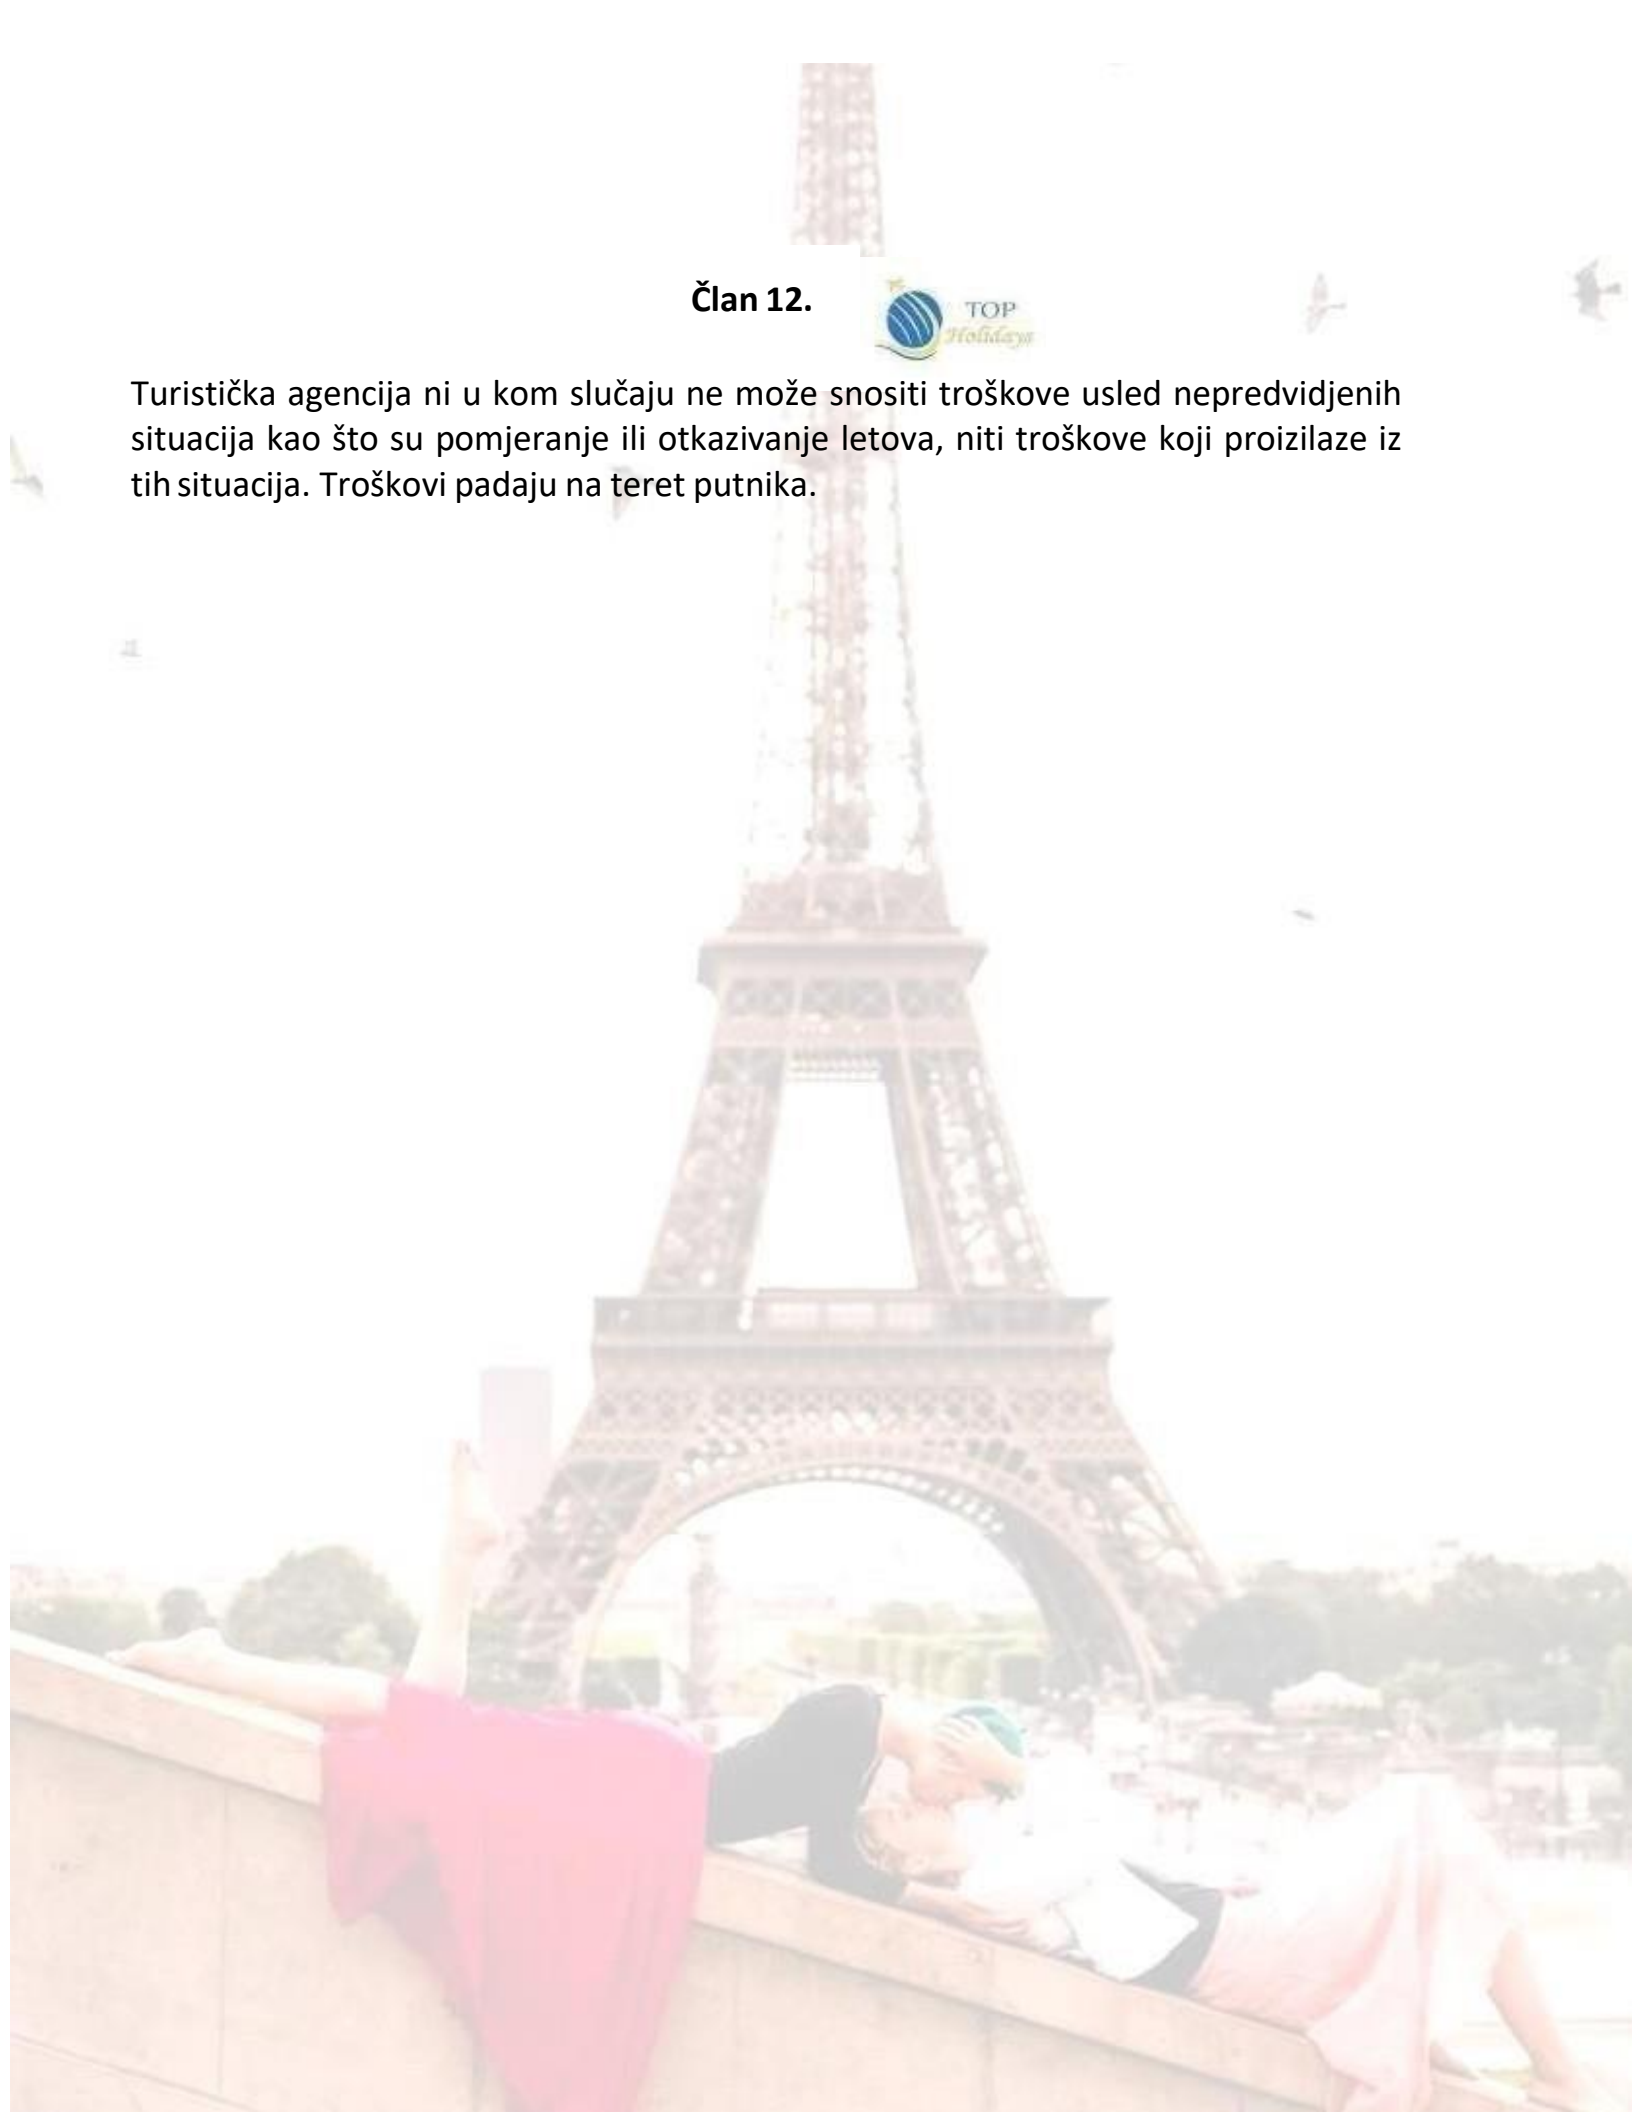 Član 12.
TOP
Holidays
Turistička agencija ni u kom slučaju ne može snositi troškove usled nepredvidjenih
situacija kao što su pomjeranje ili otkazivanje letova, niti troškove koji proizilaze iz
tih situacija. Troškovi padaju na teret putnika.